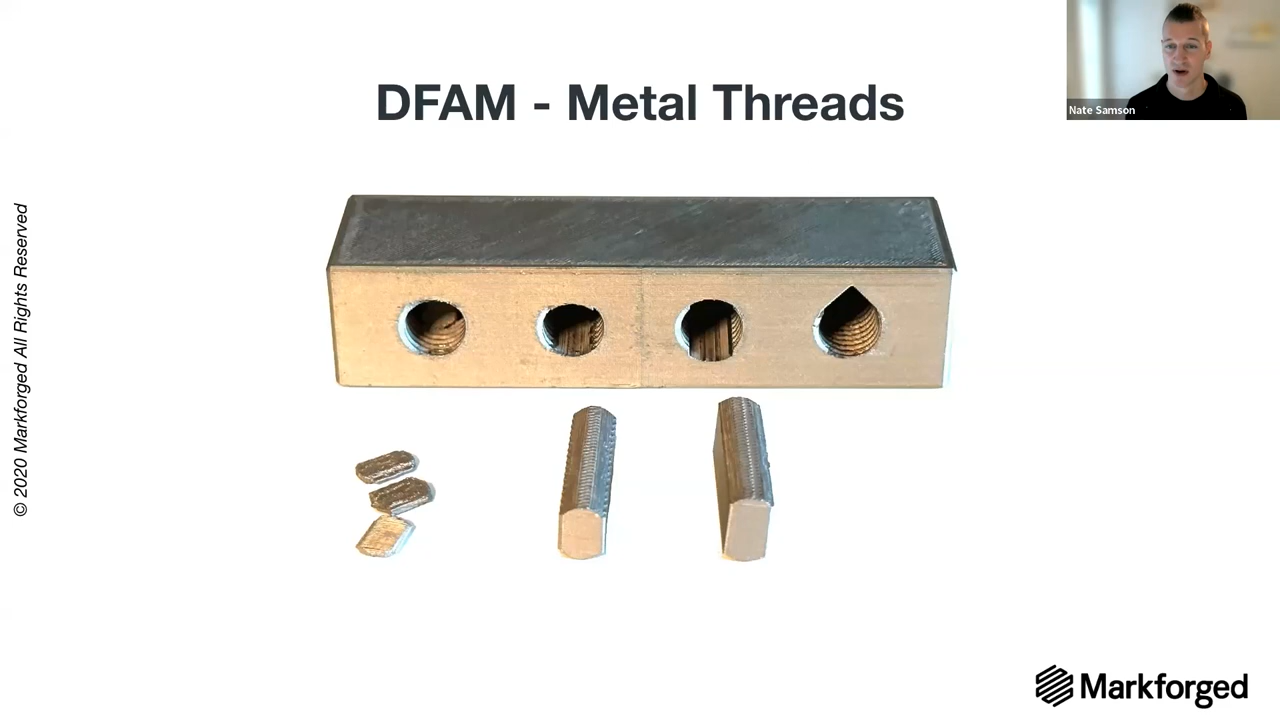 DFAM - Metal Threads
Nate Samson
© 2020 Markforged All Rights Reserved
Markforged